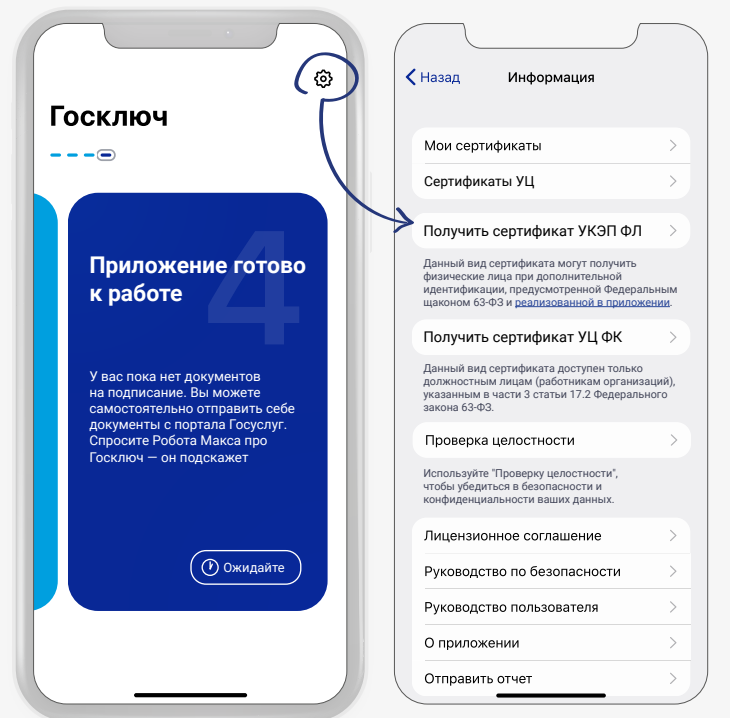 Госключ
4
Приложение готово
к работе
У вас пока нет документов
на подписание. Вы можете
самостоятельно отправить себе
документы с портала Госуслуг.
Спросите Робота Макса про
Госключ — он подскажет
Ожидайте
Назад
Информация
Мои сертификаты
Сертификаты УЦ
Получить сертификат УКЭП ФЛ
Данный вид сертификата могут получить
физические лица при дополнительной
идентификации, предусмотренной Федеральным
щаконом 63-ФЗ и реализованной в приложении.
Получить сертификат УЦ ФК
Данный вид сертификата доступен только
должностным лицам (работникам организаций),
указанным в части 3 статьи 17.2 Федерального
закона 63-ФЗ.
Проверка целостности
Используйте "Проверку целостности",
чтобы убедиться в безопасности и
конфиденциальности ваших данных.
Лицензионное соглашение
Руководство по безопасности
Руководство пользователя
О приложении
Отправить отчет